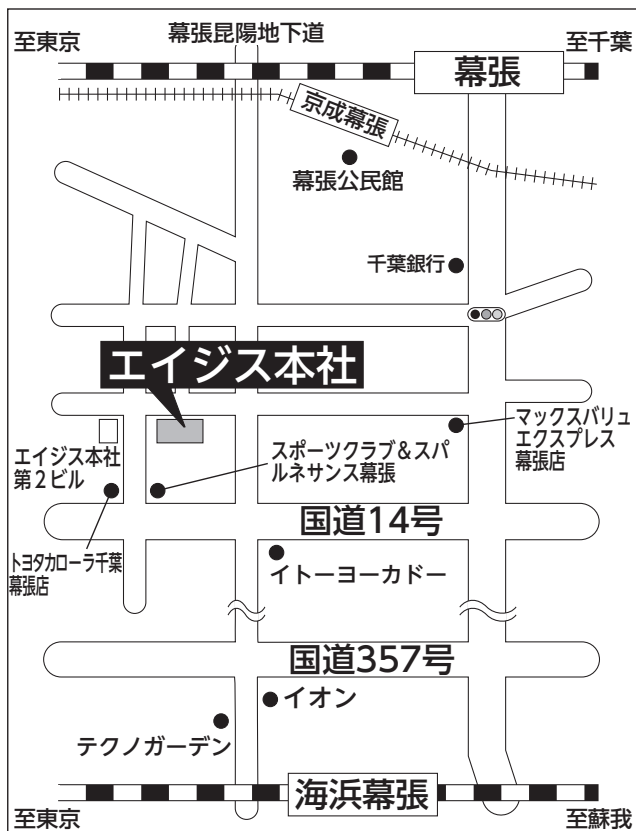 幕張昆陽地下道
至東京
至千葉
幕張
京成幕張
幕張公民館
千葉銀行
エイジス本社
マックスバリュ
エクスプレス
幕張店
エイジス本社
第2ビル
スポーツクラブ&スパ
ルネサンス幕張
国道14号
トヨタカローラ千葉
幕張店
イトーヨーカドー
国道357号
イオン
テクノガーデン
海浜幕張
至東京
至蘇我